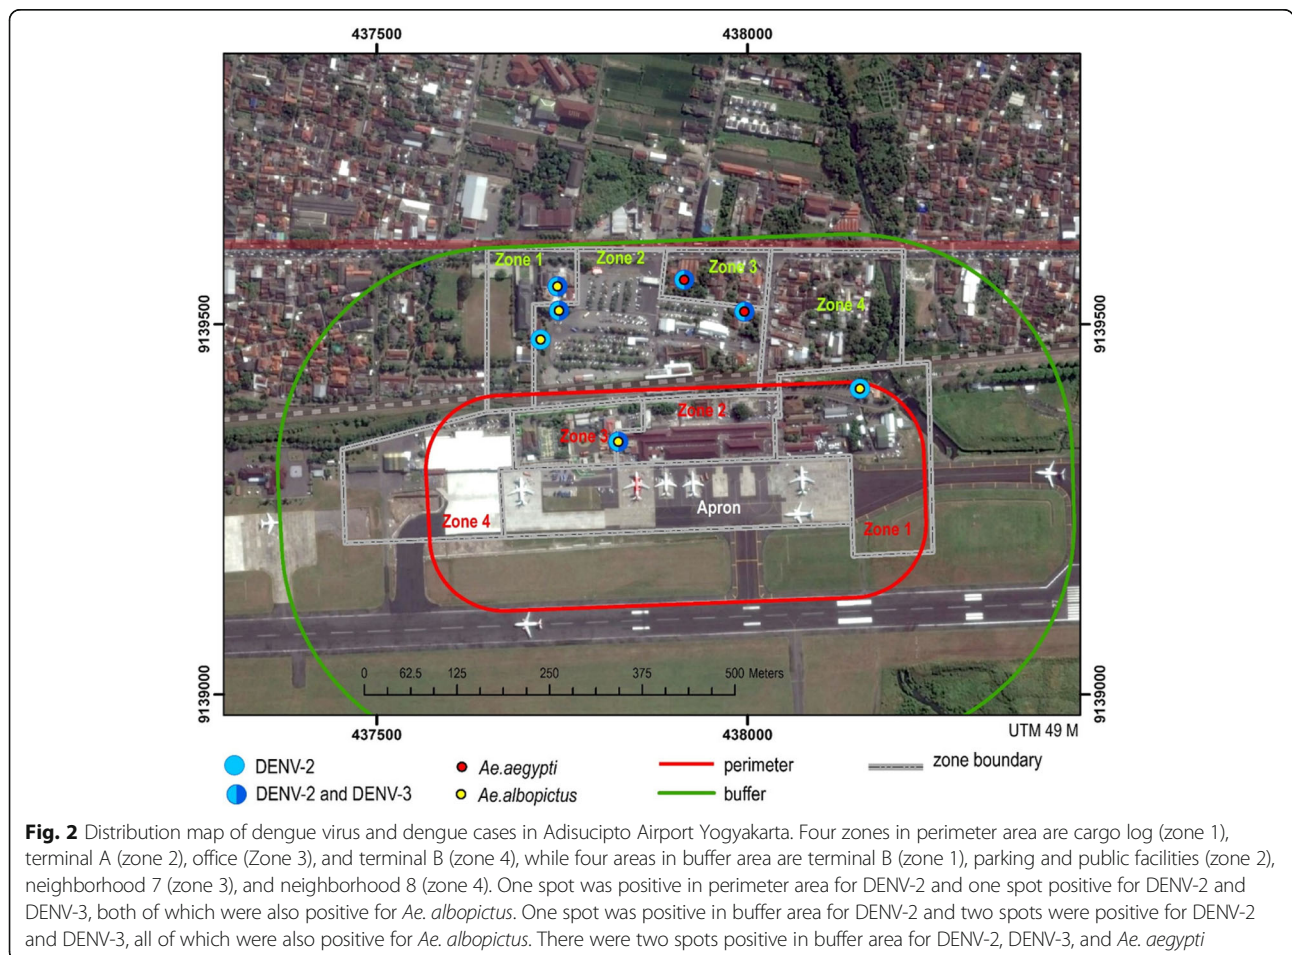 437500 438000
Zone 1 Zone 2 Zone 3
Zone 4
9139500 9139500
Zone 2
Zone 3
Apron
Zone 4 Zone 1
0 62.5 125 250 375 500 Meters
9139000 9139000
437500 438000
UTM 49 M
DENV-2 Ae.aegypti perimeter zone boundary
DENV-2 and DENV-3 Ae.albopictus buffer
Fig. 2 Distribution map of dengue virus and dengue cases in Adisucipto Airport Yogyakarta. Four zones in perimeter area are cargo log (zone 1),
terminal A (zone 2), office (Zone 3), and terminal B (zone 4), while four areas in buffer area are terminal B (zone 1), parking and public facilities (zone 2),
neighborhood 7 (zone 3), and neighborhood 8 (zone 4). One spot was positive in perimeter area for DENV-2 and one spot positive for DENV-2 and
DENV-3, both of which were also positive for Ae. albopictus. One spot was positive in buffer area for DENV-2 and two spots were positive for DENV-2
and DENV-3, all of which were also positive for Ae. albopictus. There were two spots positive in buffer area for DENV-2, DENV-3, and Ae. aegypti